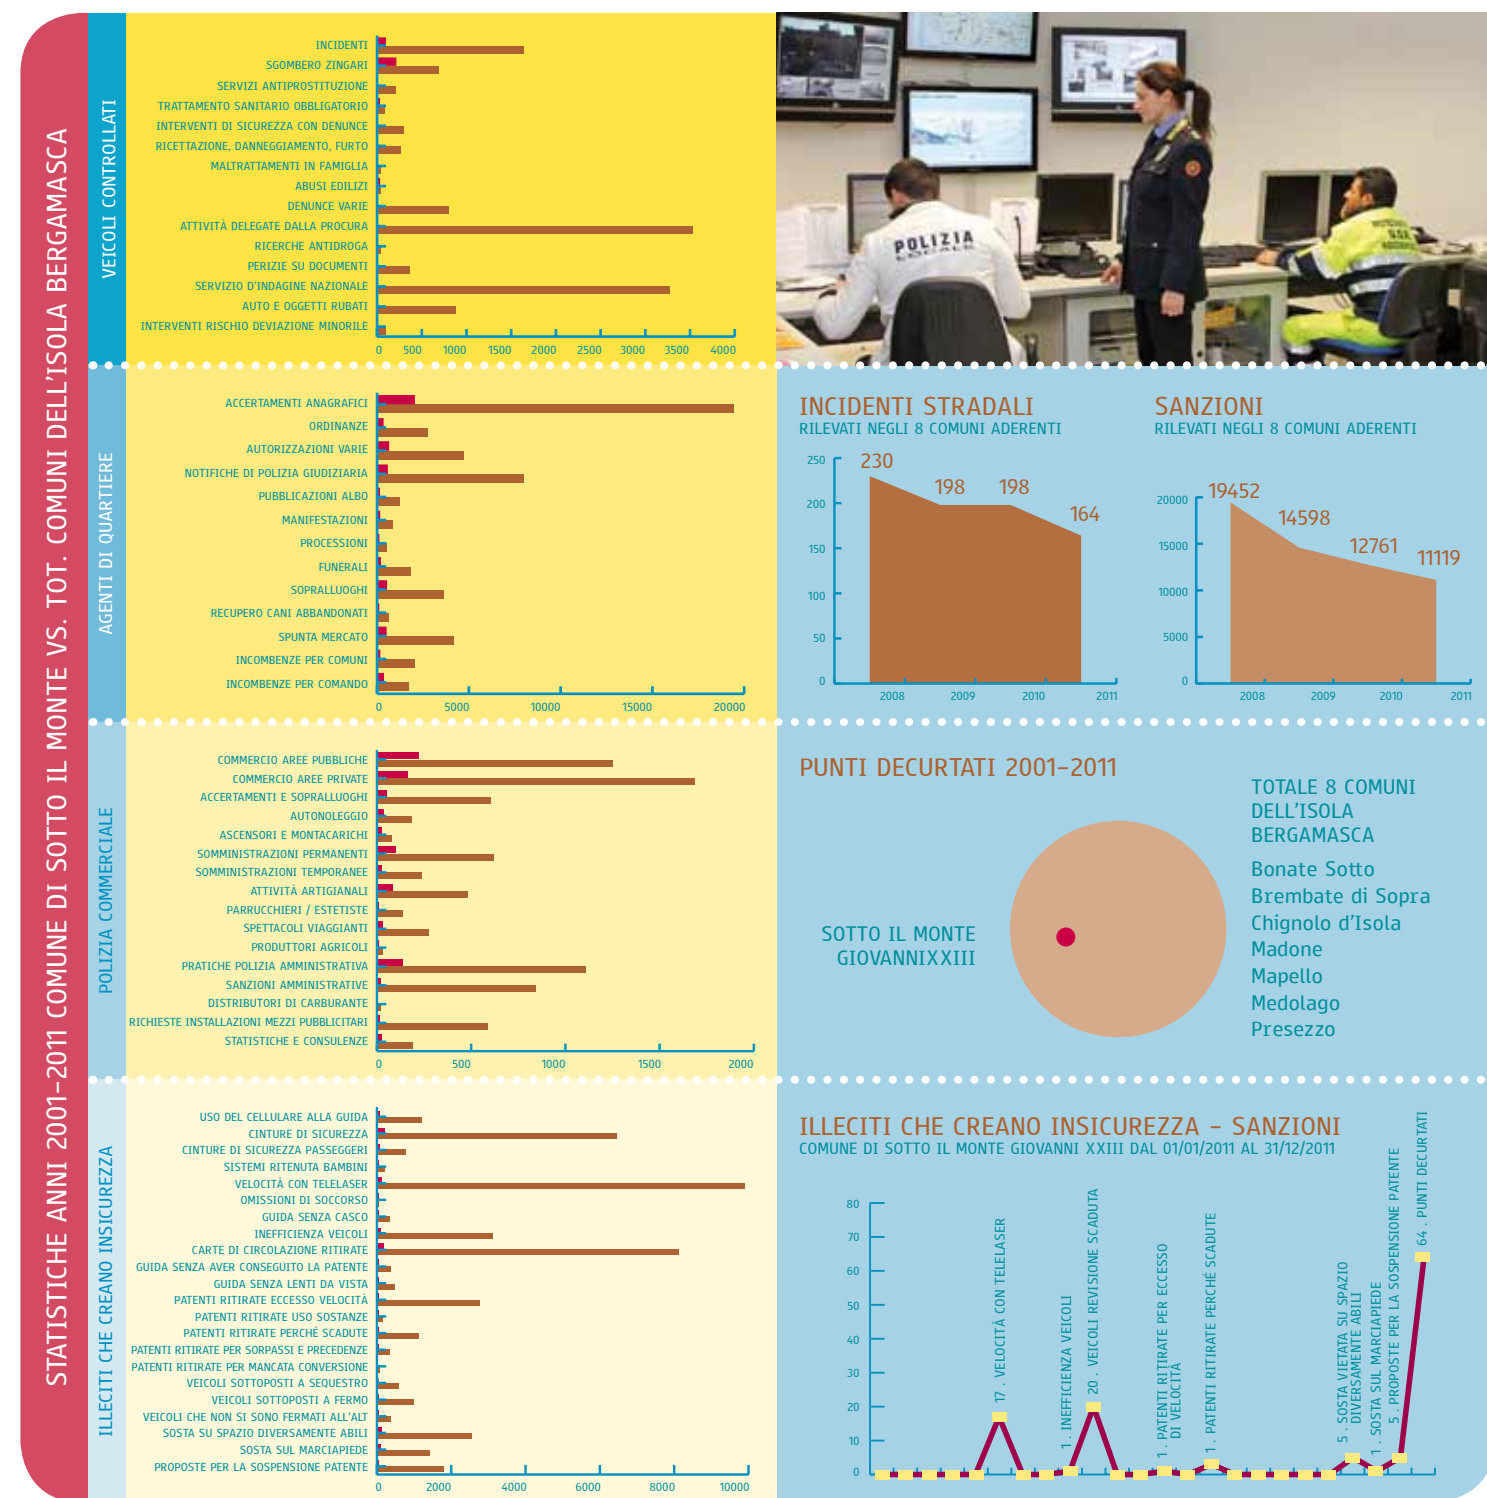 STATISTICHE ANNI 2001-2011 COMUNE DI SOTTO IL MONTE VS. TOT. COMUNI DELL'ISOLA BERGAMASCA
VEICOLI CONTROLLATI
INCIDENTI
SGOMBERO ZINGARI
SERVIZI ANTIPROSTITUZIONE
TRATTAMENTO SANITARIO OBBLIGATORIO
INTERVENTI DI SICUREZZA CON DENUNCE
RICETTAZIONE, DANNEGGIAMENTO, FURTO
MALTRATTAMENTI IN FAMIGLIA
ABUSI EDILIZI
DENUNCE VARIE
ATTIVITÀ DELEGATE DALLA PROCURA
RICERCHE ANTIDROGA
PERIZIE SU DOCUMENTI
SERVIZIO D'INDAGINE NAZIONALE
AUTO E OGGETTI RUBATI
INTERVENTI RISCHIO DEVIAZIONE MINORILE
0 500 1000 1500 2000 2500 3000 3500 4000
POLIZIA
LOCALE
AGENTI DI QUARTIERE
ACCERTAMENTI ANAGRAFICI
ORDINANZE
AUTORIZZAZIONI VARIE
NOTIFICHE DI POLIZIA GIUDIZIARIA
PUBBLICAZIONI ALBO
MANIFESTAZIONI
PROCESSIONI
FUNERALI
SOPRALLUOGHI
RECUPERO CANI ABBANDONATI
SPUNTA MERCATO
INCOMBENZE PER COMUNI
INCOMBENZE PER COMANDO
0 5000 10000 15000 20000
INCIDENTI STRADALI
RILEVATI NEGLI 8 COMUNI ADERENTI
250
200
150
100
50
0
230
198
198
164
2008 2009 2010 2011
SANZIONI
RILEVATI NEGLI 8 COMUNI ADERENTI
20000
15000
10000
5000
0
19452
14598
12761
11119
2008 2009 2010 2011
POLIZIA COMMERCIALE
COMMERCIO AREE PUBBLICHE
COMMERCIO AREE PRIVATE
ACCERTAMENTI E SOPRALLUOGHI
AUTONOLEGGIO
ASCENSORI E MONTACARICHI
SOMMINISTRAZIONI PERMANENTI
SOMMINISTRAZIONI TEMPORANEE
ATTIVITÀ ARTIGIANALI
PARRUCCHIERI / ESTETISTE
SPETTACOLI VIAGGIANTI
PRODUTTORI AGRICOLI
PRATICHE POLIZIA AMMINISTRATIVA
SANZIONI AMMINISTRATIVE
DISTRIBUTORI DI CARBURANTE
RICHIESTE INSTALLAZIONI MEZZI PUBBLICITARI
STATISTICHE E CONSULENZE
0 500 1000 1500 2000
PUNTI DECURTATI 2001-2011
SOTTO IL MONTE
GIOVANNIXXIII
TOTALE 8 COMUNI
DELL'ISOLA
BERGAMASCA
Bonate Sotto
Brembate di Sopra
Chignolo d'Isola
Madone
Mapello
Medolago
Presezzo
ILLECITI CHE CREANO INSICUREZZA
USO DEL CELLULARE ALLA GUIDA
CINTURE DI SICUREZZA
CINTURE DI SICUREZZA PASSEGGERI
SISTEMI RITENUTA BAMBINI
VELOCITÀ CON TELELASER
OMISSIONI DI SOCCORSO
GUIDA SENZA CASCO
INEFFICIENZA VEICOLI
CARTE DI CIRCOLAZIONE RITIRATE
GUIDA SENZA AVER CONSEGUITO LA PATENTE
GUIDA SENZA LENTI DA VISTA
PATENTI RITIRATE ECCESSO VELOCITÀ
PATENTI RITIRATE USO SOSTANZE
PATENTI RITIRATE PERCHÉ SCADUTE
PATENTI RITIRATE PER SORPASSI E PRECEDENZE
PATENTI RITIRATE PER MANCATA CONVERSIONE
VEICOLI SOTTOPOSTI A SEQUESTRO
VEICOLI SOTTOPOSTI A FERMO
VEICOLI CHE NON SI SONO FERMATI ALL'ALT
SOSTA SU SPAZIO DIVERSAMENTE ABILI
SOSTA SUL MARCIAPIEDE
PROPOSTE PER LA SOSPENSIONE PATENTE
0 2000 4000 6000 8000 10000
ILLECITI CHE CREANO INSICUREZZA - SANZIONI
COMUNE DI SOTTO IL MONTE GIOVANNI XXIII DAL 01/01/2011 AL 31/12/2011
80
70
60
50
40
30
20
10
0
17 . VELOCITÀ CON TELELASER
1 . INEFFICIENZA VEICOLI
20 . VEICOLI REVISIONE SCADUTA
1 . PATENTI RITIRATE PER ECCESSO
DI VELOCITÀ
1 . PATENTI RITIRATE PERCHÉ SCADUTE
5 . SOSTA VIETATA SU SPAZIO
DIVERSAMENTE ABILI
1 . SOSTA SUL MARCIAPIEDE
5 . PROPOSTE PER LA SOSPENSIONE PATENTE
64 . PUNTI DECURTATI